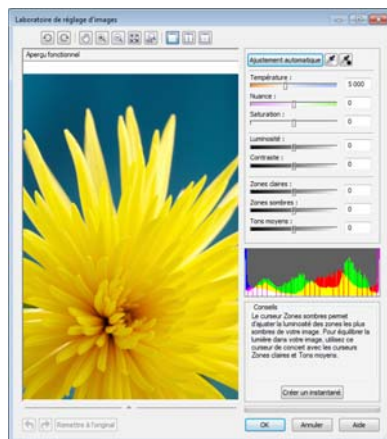 Laboratoire de réglage d'images
Aperçu fonctionnel
Ajustement automatique
Température :
5 000
Nuance :
0
Saturation :
0
Luminosité :
0
Contraste :
0
Zones claires :
0
Zones sombres :
0
Tons moyens :
0
Conseils
Le curseur Zones sombres permet
d'ajuster la luminosité des zones les plus
sombres de votre image. Pour équilibrer la
lumière dans votre image, utilisez ce
curseur de concert avec les curseurs
Zones claires et Tons moyens.
Créer un instantané
Remettre à l'original
OK
Annuler
Aide